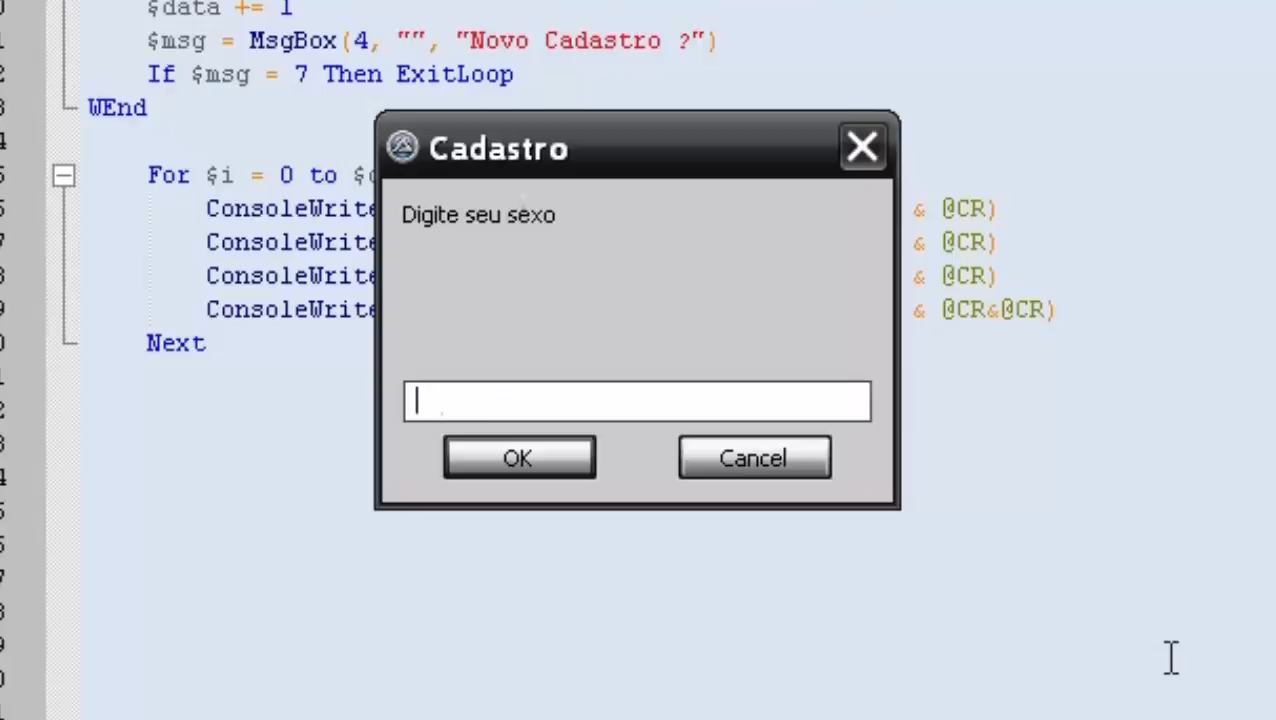 $data += 1
$msg = MsgBox(4, "", "Novo Cadastro ?")
If $msg = 7 Then ExitLoop
WEnd
Cadastro
Digite seu sexo
OK
Cancel
For $i = 0 to $
ConsoleWrite & @CR)
ConsoleWrite & @CR)
ConsoleWrite & @CR)
ConsoleWrite & @CR&@CR)
Next